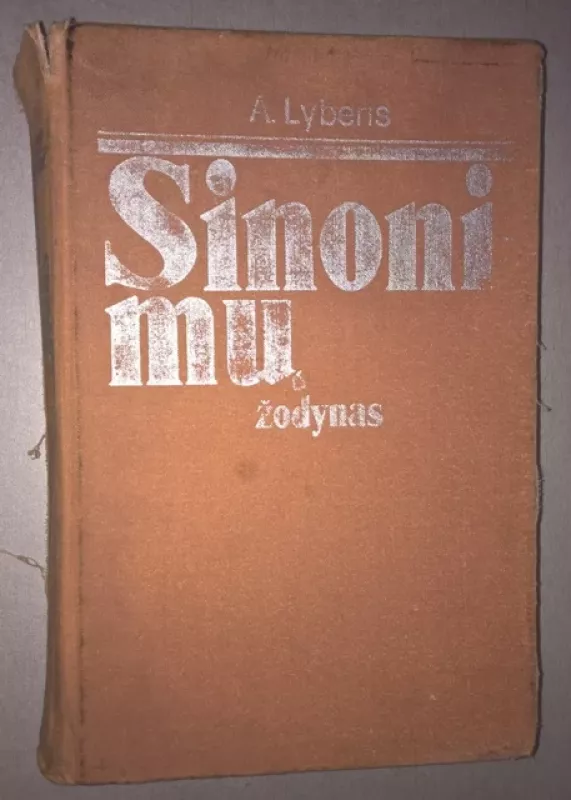 A. Lyberis
Sinoni
mų
žodynas